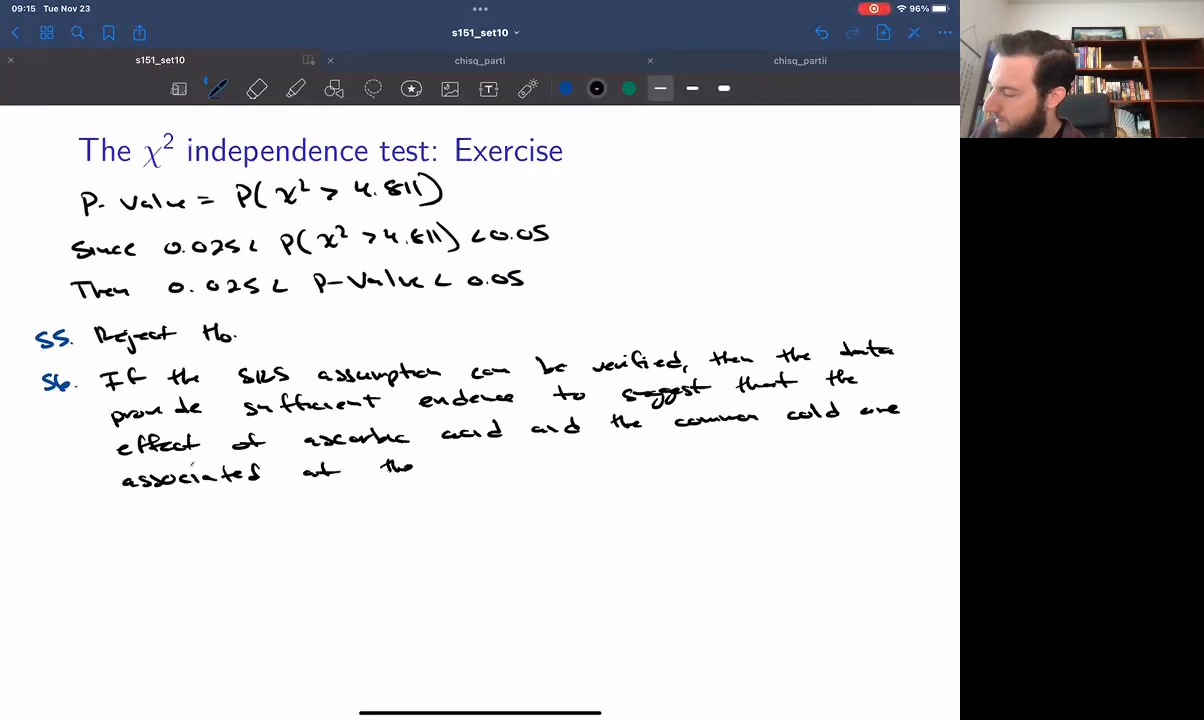 09:15 Tue Nov 23
96%
s151_set10
s151_set10
chisq_parti
chisq_partii
The χ² independence test: Exercise
P-value = P(χ² > 4.811)
Since 0.025 < P(χ² > 4.811) < 0.05
Then 0.025 < P-value < 0.05
S5. Reject H₀.
S6. If the SRS assumption can be verified, then the data
provide sufficient evidence to suggest that the
effect of ascorbic acid and the common cold are
associated at the